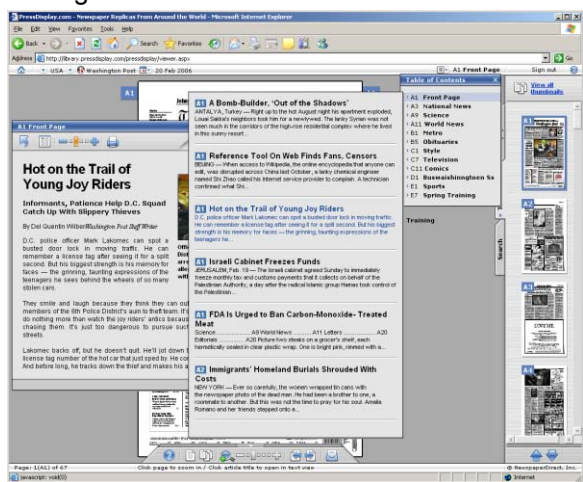 PressDisplay.com - Newspaper Replicas From Around the World - Microsoft Internet Explorer
File Edit View Favorites Tools Help
Back Search Favorites
Address http://library.pressdisplay.com/pressdisplay/viewer.aspx Go
USA Washington Post 20 Feb 2006 A1 Front Page Sign out
A1
Table of Contents
A1 Front Page
A3 National News
A9 Science
A11 World News
B1 Metro
B5 Obituaries
C1 Style
C7 Television
C11 Comics
E1 Sports
E7 Spring Training
Training
Search
View all thumbnails
A1
A2
A3
A4
A1 A Bomb-Builder, 'Out of the Shadows'
ANTALYA, Turkey — Right up to the hot August night his apartment exploded,
Louai Sakka's neighbors took him for a newlywed. The lanky Syrian was not
seen much in the corridors of the high-rise residential complex where he lived
in this sunny resort...
A1 Reference Tool On Web Finds Fans, Censors
BEIJING — When access to Wikipedia, the online encyclopedia that anyone can
edit, was disrupted across China last October, a lanky chemical engineer
named Shi Zhao called his Internet service provider to complain. A technician
confirmed what Shi...
A1 Hot on the Trail of Young Joy Riders
D.C. police officer Mark Lakomec can spot a busted door lock in moving traffic.
He can remember a license tag after seeing it for a split second. But his biggest
strength is his memory for faces — the grinning, taunting expressions of the
teenagers he...
A1 Israeli Cabinet Freezes Funds
JERUSALEM, Feb. 19 — The Israeli cabinet agreed Sunday to immediately
freeze monthly tax and customs payments that it collects on behalf of the
Palestinian Authority, a day after the radical Islamic group Hamas took control of
the Palestinian...
A1 FDA Is Urged to Ban Carbon-Monoxide- Treated
Meat
Science A9 World News A11 Letters A20
Editorials A20 Picture two steaks on a grocer's shelf, each
hermetically sealed in clear plastic wrap. One is bright pink, rimmed with a...
A2 Immigrants' Homeland Burials Shrouded With
Costs
NEW YORK — Ever so carefully, the women wrapped tin cans with
the newspaper photo of the dead man. He had been a brother to one, a
roommate to another. But this was not the time to pray for his soul. Amalia
Romano and her friends stepped onto a...
A1 Front Page
Hot on the Trail of
Young Joy Riders
Informants, Patience Help D.C. Squad
Catch Up With Slippery Thieves
By Del Quentin Wilber Washington Post Staff Writer
D.C. police officer Mark Lakomec can spot a
busted door lock in moving traffic. He can
remember a license tag after seeing it for a split
second. But his biggest strength is his memory for
faces — the grinning, taunting expressions of the
teenagers he sees behind the wheels of so many
stolen cars.
They smile and laugh because they think they can
members of the 6th Police District's auto theft team. It's
do nothing more than watch the joy riders' antics because
chasing them. It's just too dangerous to pursue such
streets.
Lakomec backs off, but he doesn't quit. He'll jot down
license tag number of the hot car that just sped by. He
And before long, he tracks down the thief and makes his
Page: 1(A1) of 67 Click page to zoom in / Click article title to open in text view © NewspaperDirect, Inc.
javascript: void(0) Internet